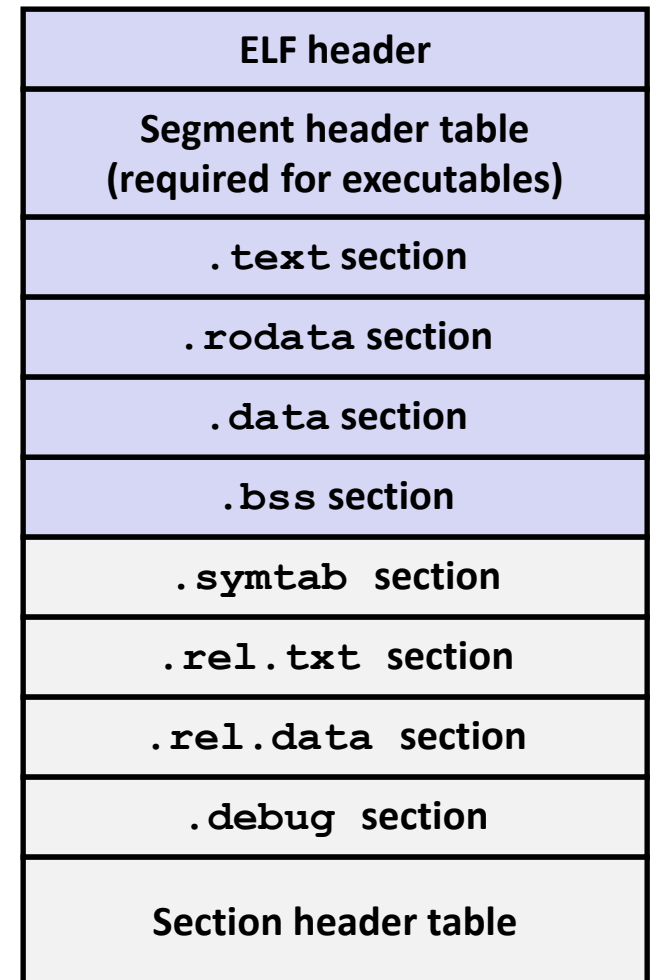 ELF header
Segment header table
(required for executables)
.text section
.rodata section
.data section
.bss section
.symtab section
.rel.txt section
.rel.data section
.debug section
Section header table